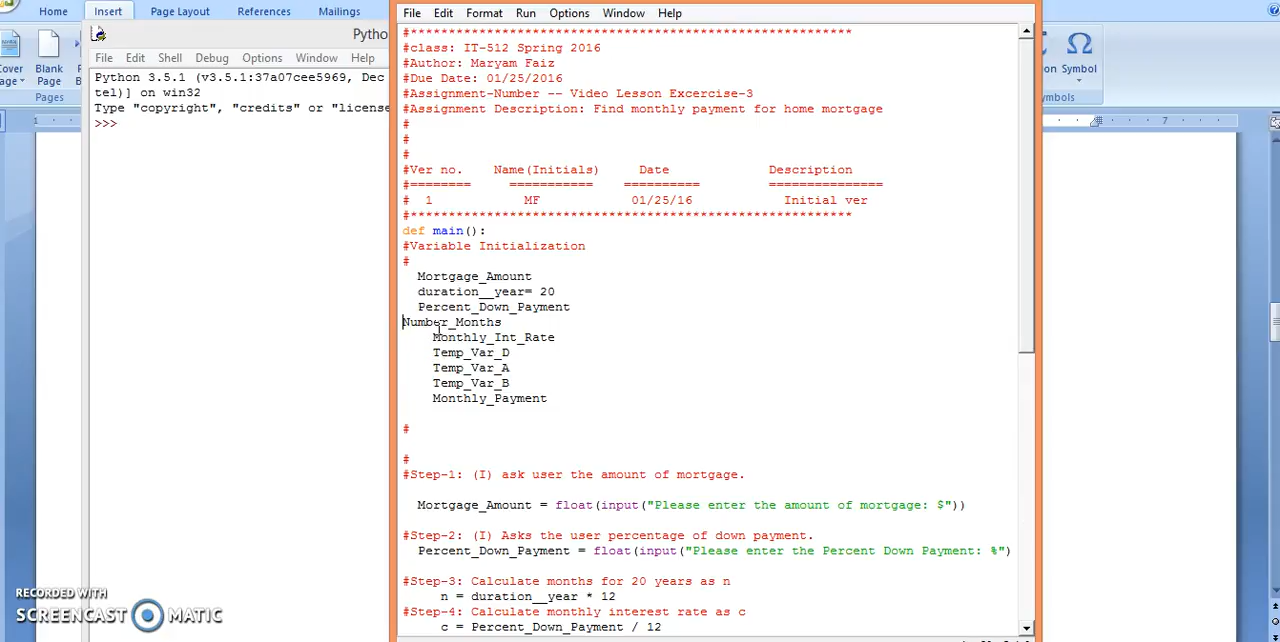 Home Insert Page Layout References Mailings
File Edit Format Run Options Window Help
Pytho
Cover Page
Blank Page
Pages
on Symbol
File Edit Shell Debug Options Window Help
Python 3.5.1 (v3.5.1:37a07cee5969, Dec
tel)] on win32
Type "copyright", "credits" or "license
>>>
#**********************************************************
#class: IT-512 Spring 2016
#Author: Maryam Faiz
#Due Date: 01/25/2016
#Assignment-Number -- Video Lesson Excercise-3
#Assignment Description: Find monthly payment for home mortgage
#
#
#
#Ver no. Name(Initials) Date Description
#======== =========== ========== ===============
# 1 MF 01/25/16 Initial ver
#**********************************************************
def main():
#Variable Initialization
#
Mortgage_Amount
duration__year= 20
Percent_Down_Payment
Number_Months
Monthly_Int_Rate
Temp_Var_D
Temp_Var_A
Temp_Var_B
Monthly_Payment
#
#
#Step-1: (I) ask user the amount of mortgage.
Mortgage_Amount = float(input("Please enter the amount of mortgage: $"))
#Step-2: (I) Asks the user percentage of down payment.
Percent_Down_Payment = float(input("Please enter the Percent Down Payment: %")
#Step-3: Calculate months for 20 years as n
n = duration__year * 12
#Step-4: Calculate monthly interest rate as c
c = Percent_Down_Payment / 12
1
7
RECORDED WITH
SCREENCAST MATIC